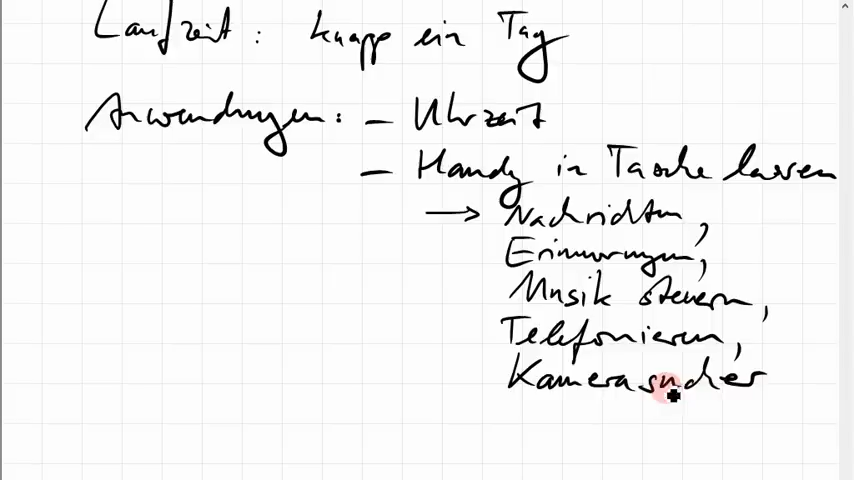 Laufzeit: knapp ein Tag
Anwendungen: - Uhrzeit
- Handy in Tasche lassen
→ Nachrichten,
Erinnerungen,
Musik steuern,
Telefonieren,
Kamerasucher